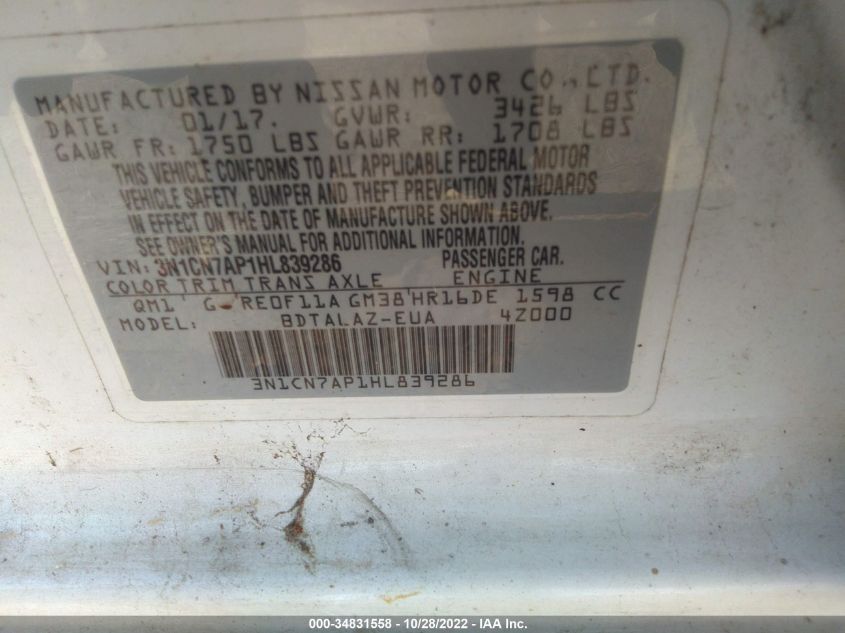 MANUFACTURED BY NISSAN MOTOR CO., LTD.
DATE: 01/17. GVWR: 3426 LBS
GAWR FR: 1750 LBS GAWR RR: 1708 LBS
THIS VEHICLE CONFORMS TO ALL APPLICABLE FEDERAL MOTOR
VEHICLE SAFETY, BUMPER AND THEFT PREVENTION STANDARDS
IN EFFECT ON THE DATE OF MANUFACTURE SHOWN ABOVE.
SEE OWNER'S MANUAL FOR ADDITIONAL INFORMATION.
VIN: 3N1CN7AP1HL839286 PASSENGER CAR.
COLOR TRIM TRANS AXLE ENGINE
QM1 G RE0F11A GM38 HR16DE 1598 CC
MODEL: BDTALAZ-EUA 4Z000
3N1CN7AP1HL839286
000-34831558 - 10/28/2022 - IAA Inc.